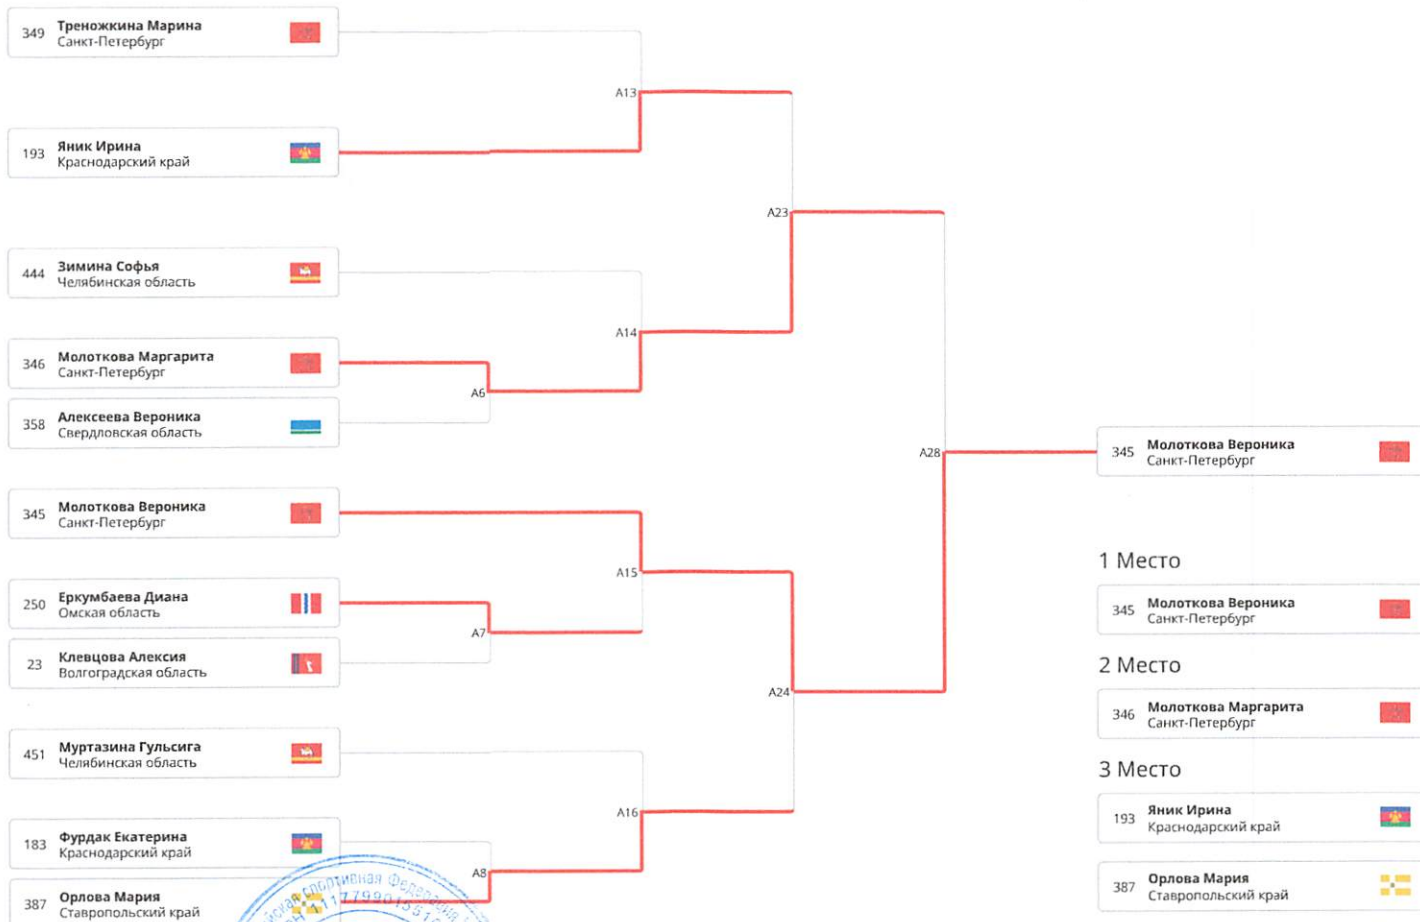 349 Треножкина Марина
Санкт-Петербург
A13
193 Яник Ирина
Краснодарский край
A23
444 Зимина Софья
Челябинская область
A14
346 Молоткова Маргарита
Санкт-Петербург
A6
358 Алексеева Вероника
Свердловская область
A28
345 Молоткова Вероника
Санкт-Петербург
345 Молоткова Вероника
Санкт-Петербург
1 Место
A15
250 Еркумбаева Диана
Омская область
345 Молоткова Вероника
Санкт-Петербург
A7
23 Клевцова Алексия
Волгоградская область
2 Место
A24
346 Молоткова Маргарита
Санкт-Петербург
451 Муртазина Гульсига
Челябинская область
3 Место
A16
193 Яник Ирина
Краснодарский край
183 Фурдак Екатерина
Краснодарский край
A8
387 Орлова Мария
Ставропольский край
387 Орлова Мария
Ставропольский край
спортивная